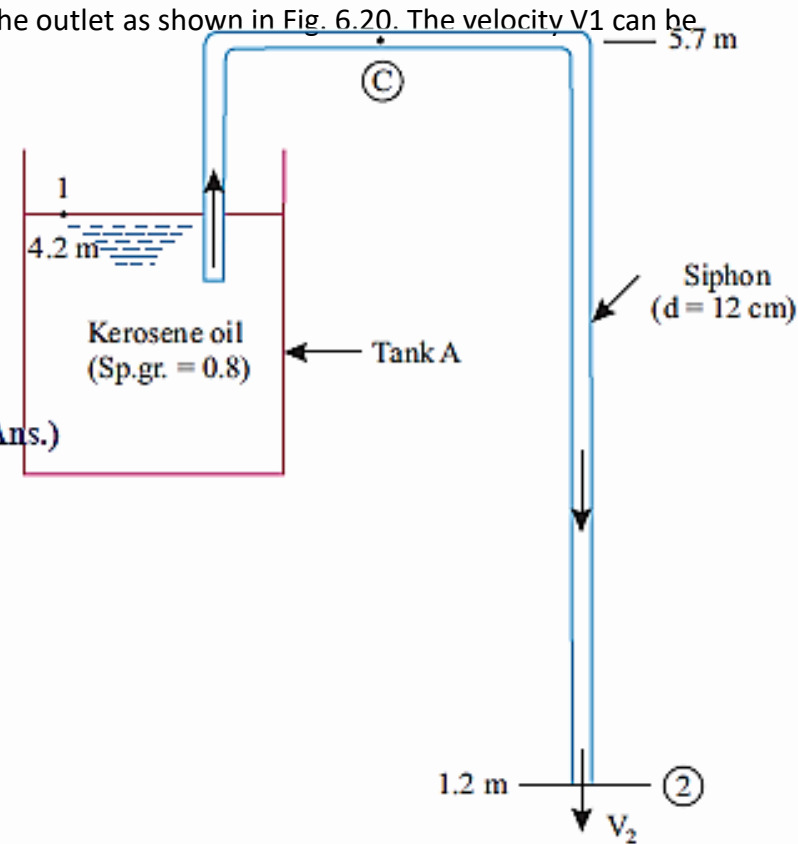 he outlet as shown in Fig. 6.20. The velocity V1 can be
5.7 m
C
1
4.2 m
Siphon
(d = 12 cm)
Kerosene oil
(Sp.gr. = 0.8)
Tank A
Ans.)
1.2 m
2
V₂